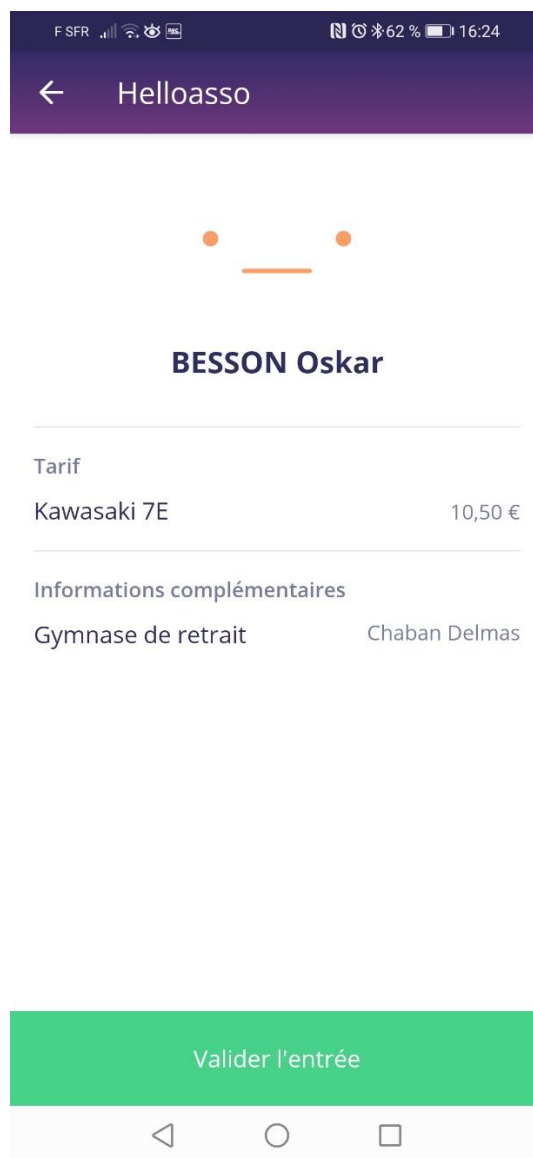 F SFR 62 % 16:24
Helloasso
BESSON Oskar
Tarif
Kawasaki 7E 10,50 €
Informations complémentaires
Gymnase de retrait Chaban Delmas
Valider l'entrée